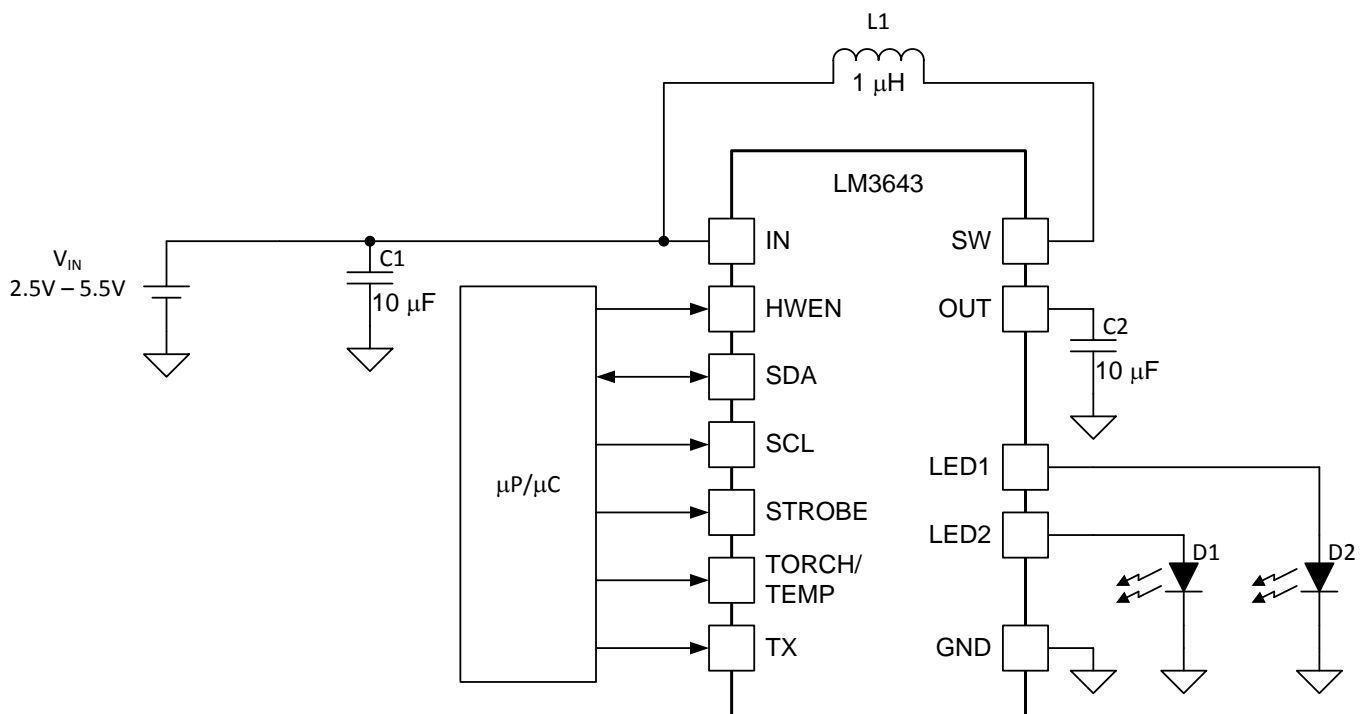 L1
1 μH
LM3643
IN
SW
VIN
2.5V – 5.5V
C1
10 μF
HWEN
OUT
C2
10 μF
SDA
SCL
LED1
μP/μC
STROBE
LED2
D1
D2
TORCH/
TEMP
TX
GND